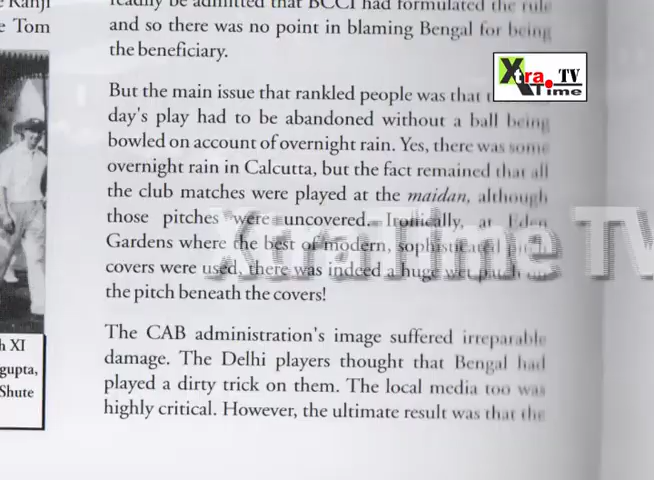 Ranji
e Tom
readily be admitted that BCCI had formulated the rule
and so there was no point in blaming Bengal for being
the beneficiary.
But the main issue that rankled people was that
day's play had to be abandoned without a ball being
bowled on account of overnight rain. Yes, there was some
overnight rain in Calcutta, but the fact remained that all
the club matches were played at the maidan, although
those pitches were uncovered. Ironically, at Eden
Gardens where the best of modern, sophisticated
covers were used, there was indeed a huge wet patch on
the pitch beneath the covers!
The CAB administration's image suffered irreparable
damage. The Delhi players thought that Bengal had
played a dirty trick on them. The local media too was
highly critical. However, the ultimate result was that the
h XI
gupta,
Shute
Xtra. TV
Time
XtraTime TV